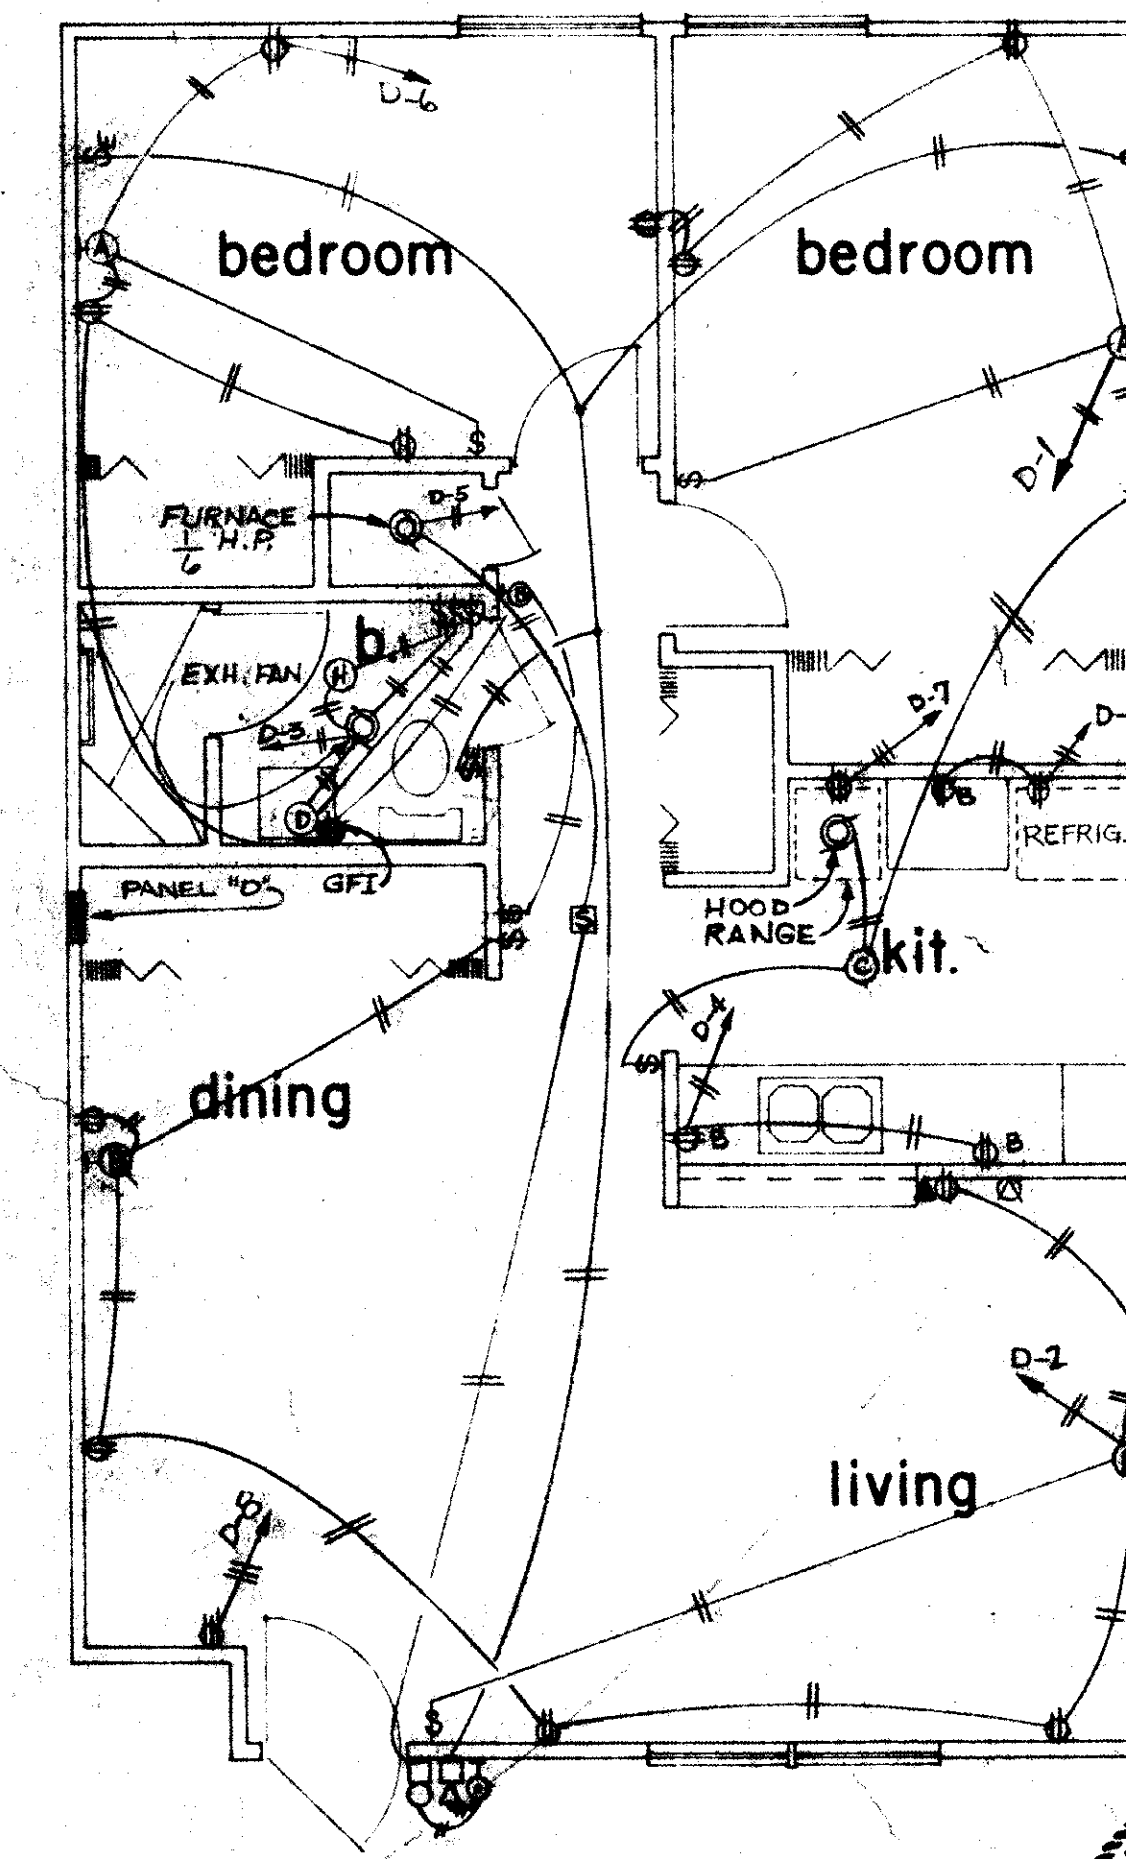 D-6
A
bedroom
bedroom
A
$
D-1
D-5
FURNACE
1/6 H.P.
$
$$$
b.
EXH. FAN
H
D-7
D-3
B
D
REFRIG.
PANEL "D"
GFI
S
HOOD
RANGE
C
kit.
D-4
$
dining
B
B
D-2
living
D-8
$